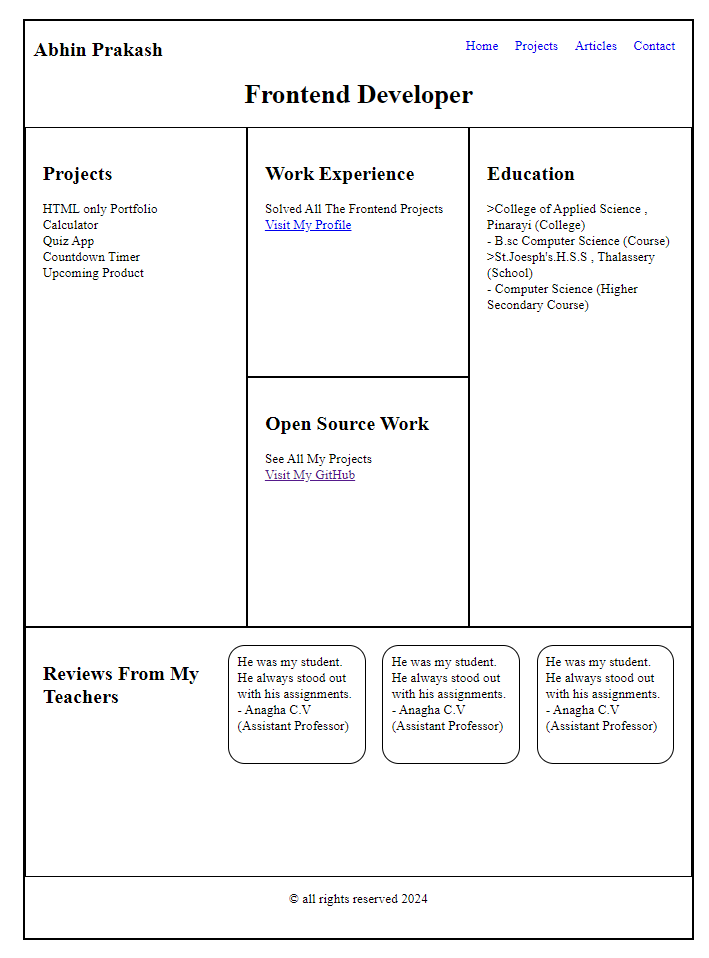 Abhin Prakash
Home Projects Articles Contact
Frontend Developer
Projects
HTML only Portfolio
Calculator
Quiz App
Countdown Timer
Upcoming Product
Work Experience
Solved All The Frontend Projects
Visit My Profile
Open Source Work
See All My Projects
Visit My GitHub
Education
>College of Applied Science ,
Pinarayi (College)
- B.sc Computer Science (Course)
>St.Joesph's.H.S.S , Thalassery
(School)
- Computer Science (Higher
Secondary Course)
Reviews From My
Teachers
He was my student.
He always stood out
with his assignments.
- Anagha C.V
(Assistant Professor)
He was my student.
He always stood out
with his assignments.
- Anagha C.V
(Assistant Professor)
He was my student.
He always stood out
with his assignments.
- Anagha C.V
(Assistant Professor)
© all rights reserved 2024